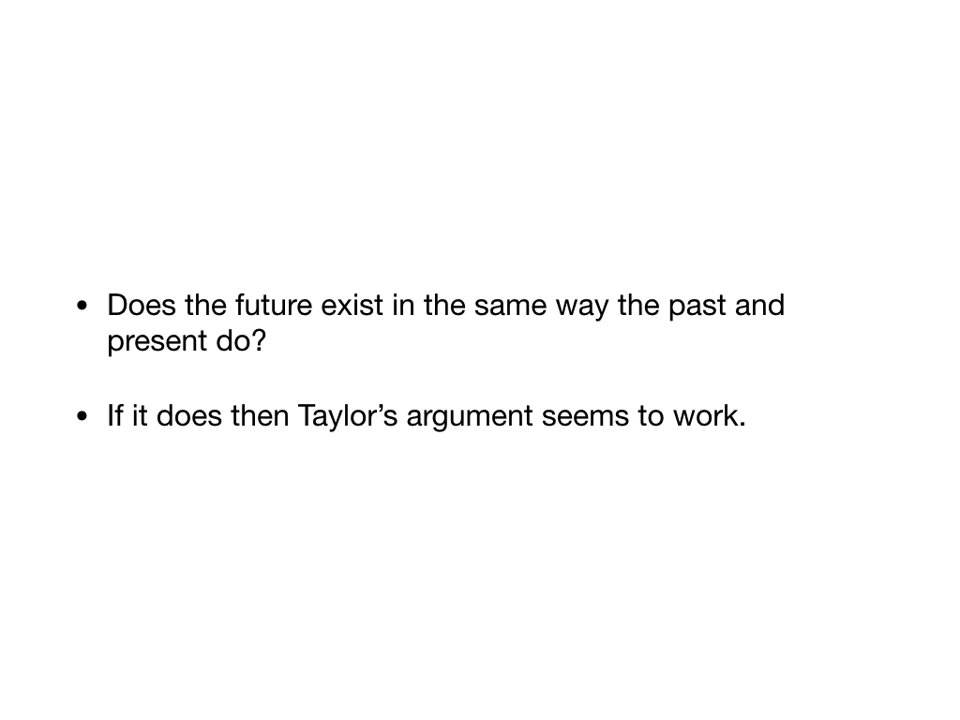 • Does the future exist in the same way the past and
present do?
• If it does then Taylor’s argument seems to work.